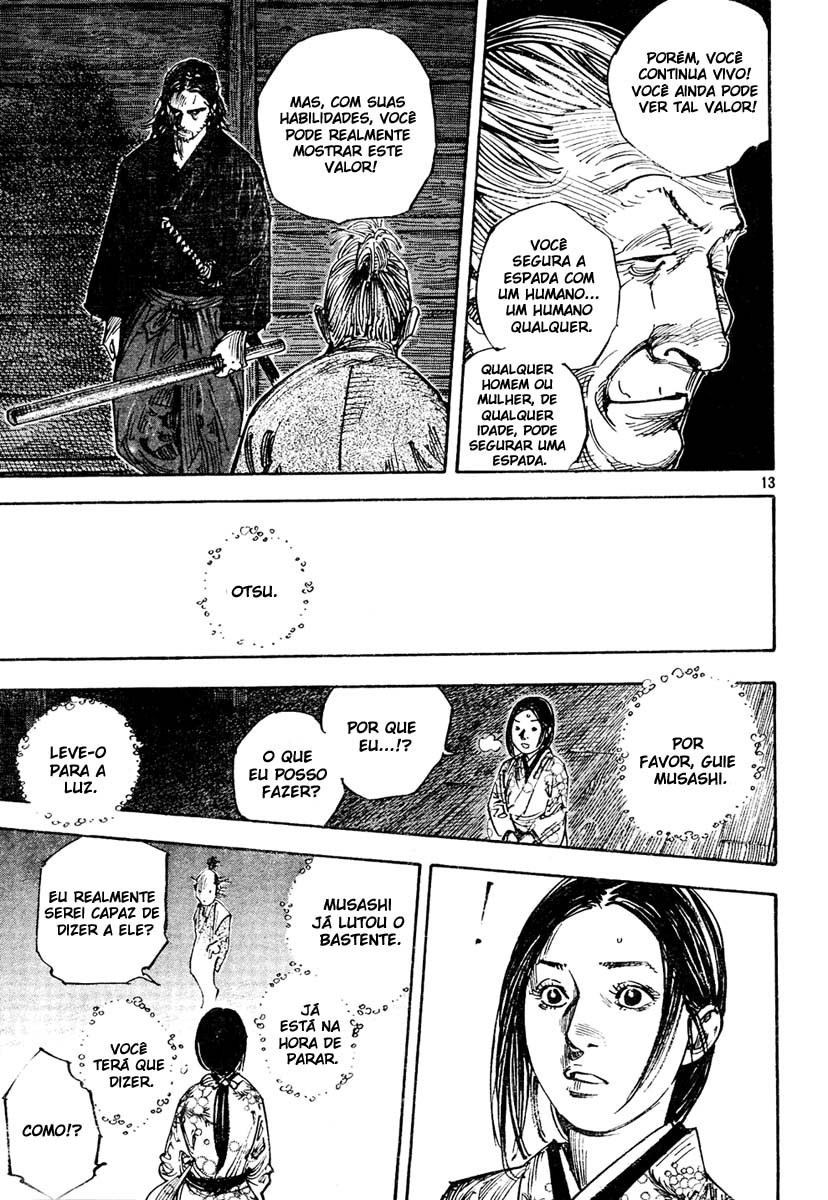 PORÉM, VOCÊ
CONTINUA VIVO!
VOCÊ AINDA PODE
VER TAL VALOR!
VOCÊ
SEGURA A
ESPADA COM
UM HUMANO...
UM HUMANO
QUALQUER.
QUALQUER
HOMEM OU
MULHER, DE
QUALQUER
IDADE, PODE
SEGURAR UMA
ESPADA.
MAS, COM SUAS
HABILIDADES, VOCÊ
PODE REALMENTE
MOSTRAR ESTE
VALOR!
13
OTSU.
POR
FAVOR, GUIE
MUSASHI.
POR QUE
EU...!?
O QUE
EU POSSO
FAZER?
LEVE-O
PARA A
LUZ.
!
MUSASHI
JÁ LUTOU O
BASTENTE.
JÁ
ESTÁ NA
HORA DE
PARAR.
EU REALMENTE
SEREI CAPAZ DE
DIZER A ELE?
VOCÊ
TERÁ QUE
DIZER.
COMO!?